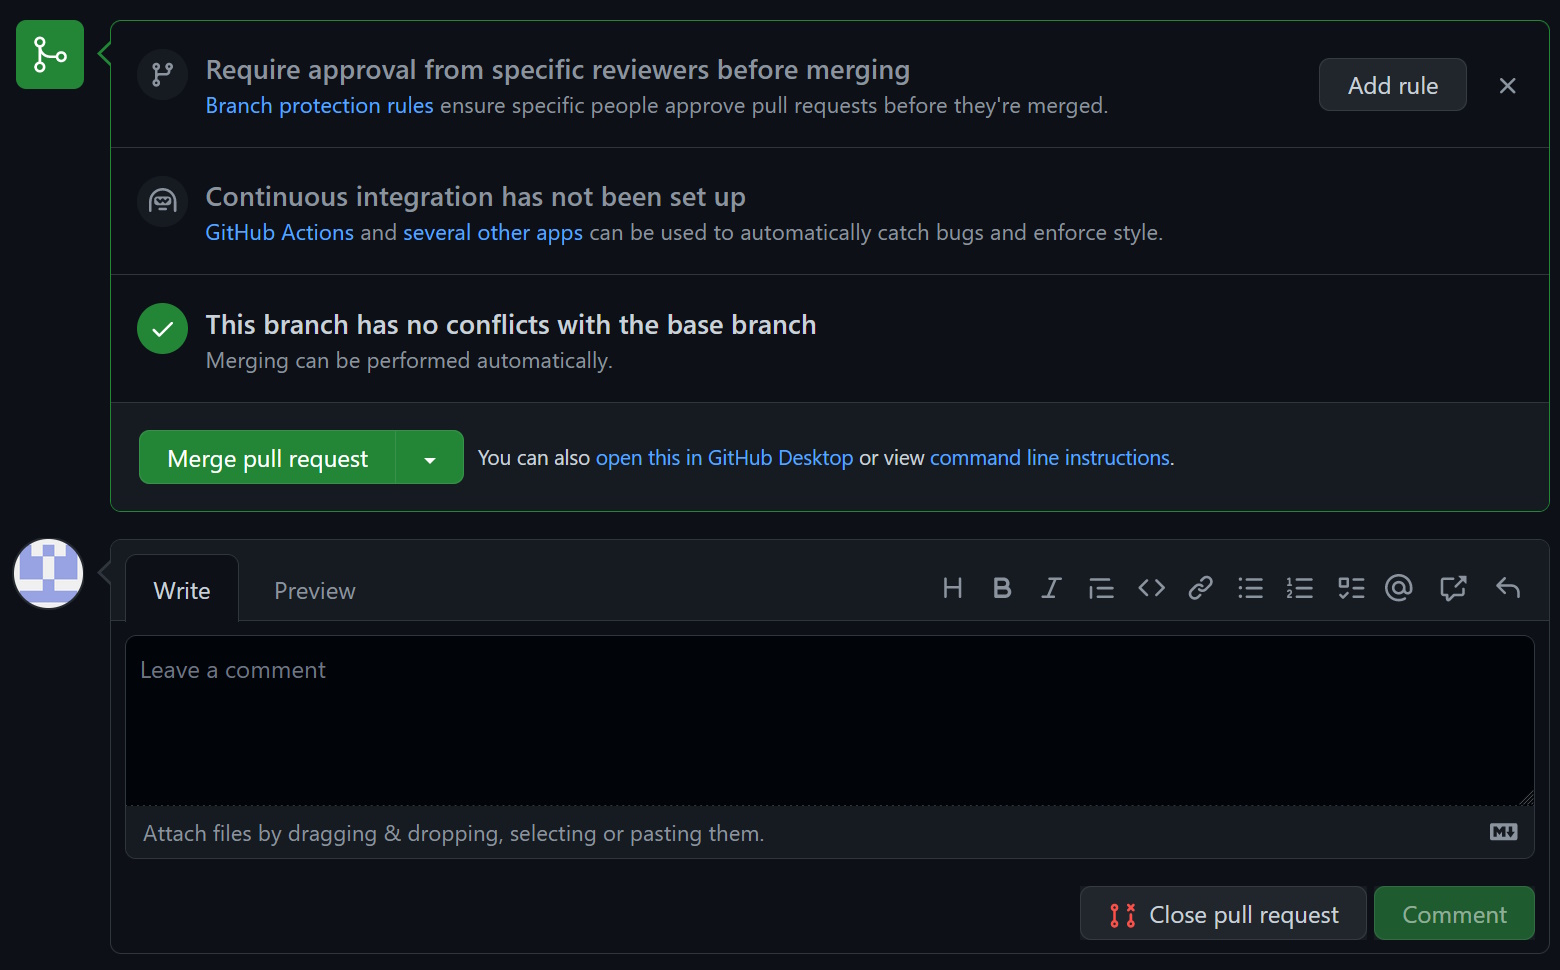 Require approval from specific reviewers before merging
Branch protection rules ensure specific people approve pull requests before they're merged.
Add rule
Continuous integration has not been set up
GitHub Actions and several other apps can be used to automatically catch bugs and enforce style.
This branch has no conflicts with the base branch
Merging can be performed automatically.
Merge pull request
You can also open this in GitHub Desktop or view command line instructions.
Write
Preview
Leave a comment
Attach files by dragging & dropping, selecting or pasting them.
Close pull request
Comment